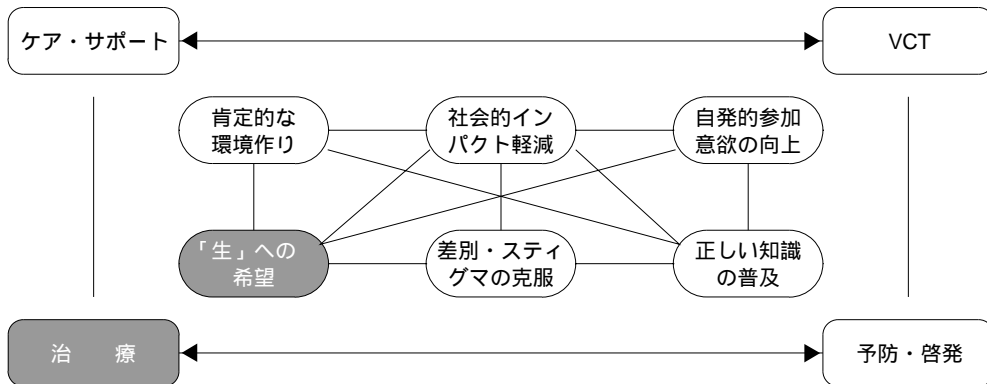 ケア・サポート
VCT
肯定的な
環境作り
社会的イン
パクト軽減
自発的参加
意欲の向上
「生」への
希望
差別・スティ
グマの克服
正しい知識
の普及
治　　療
予防・啓発